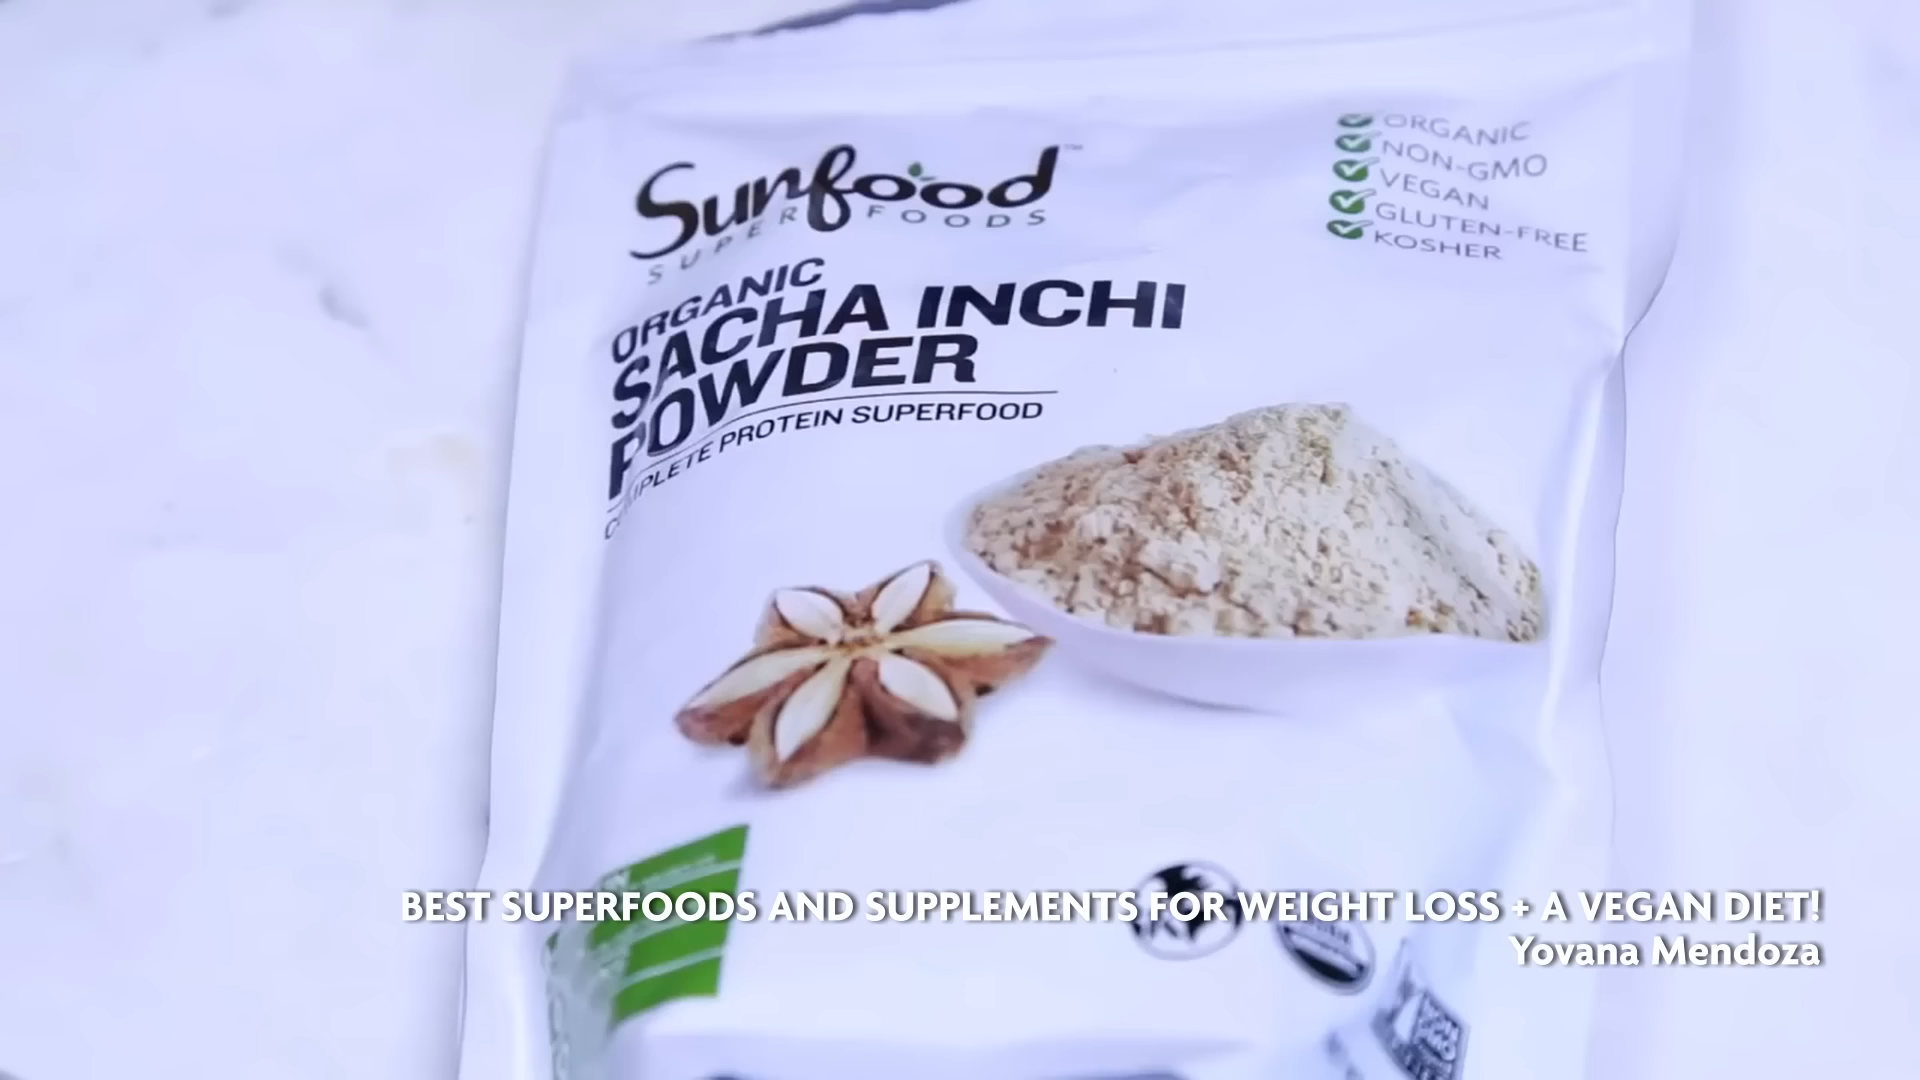 Sunfood™
SUPERFOODS
ORGANIC
SACHA INCHI
POWDER
COMPLETE PROTEIN SUPERFOOD
ORGANIC
NON-GMO
VEGAN
GLUTEN-FREE
KOSHER
BEST SUPERFOODS AND SUPPLEMENTS FOR WEIGHT LOSS + A VEGAN DIET!
Yovana Mendoza